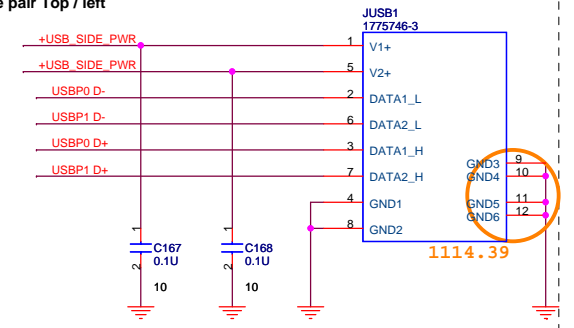 e pair Top / left
JUSB1
1775746-3
+USB_SIDE_PWR 1 V1+
+USB_SIDE_PWR 5 V2+
USBP0 D- 2 DATA1_L
USBP1 D- 6 DATA2_L
USBP0 D+ 3 DATA1_H
USBP1 D+ 7 DATA2_H
GND3 9
GND4 10
4 GND1
GND5 11
GND6 12
8 GND2
1114.39
1 C167 2 0.1U 10
1 C168 2 0.1U 10